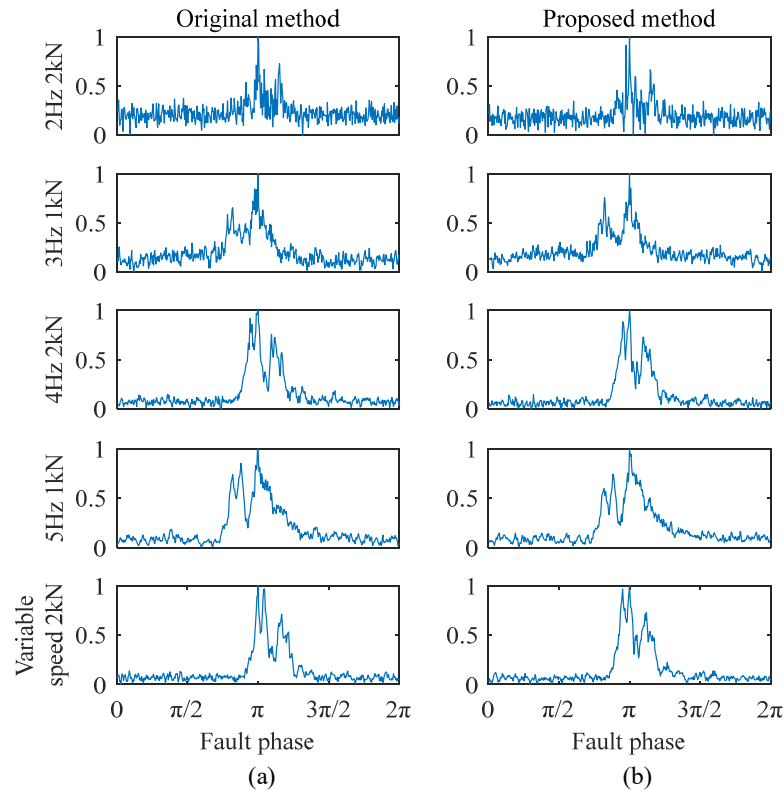 Original method
Proposed method
2Hz 2kN
1
0.5
0
1
0.5
0
3Hz 1kN
1
0.5
0
1
0.5
0
4Hz 2kN
1
0.5
0
1
0.5
0
5Hz 1kN
1
0.5
0
1
0.5
0
Variable
speed 2kN
1
0.5
0
1
0.5
0
0 π/2 π 3π/2 2π
0 π/2 π 3π/2 2π
Fault phase
Fault phase
(a)
(b)